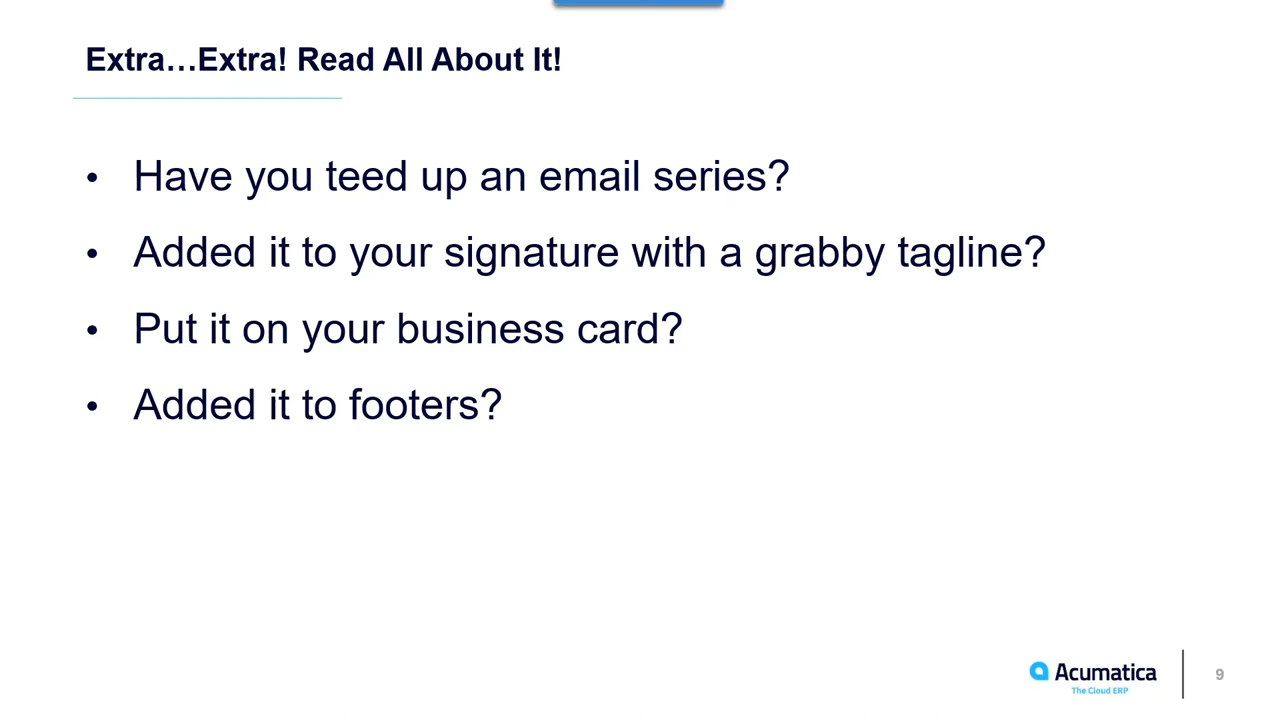 Extra…Extra! Read All About It!
• Have you teed up an email series?
• Added it to your signature with a grabby tagline?
• Put it on your business card?
• Added it to footers?
Acumatica
The Cloud ERP
9